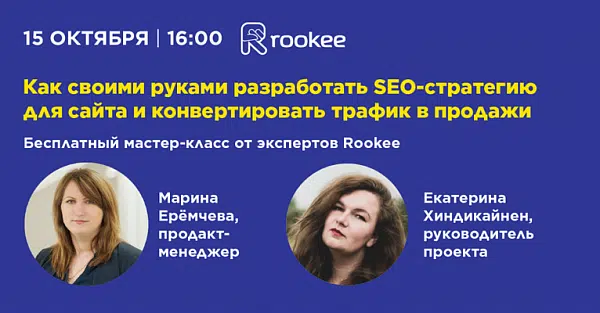 15 ОКТЯБРЯ | 16:00 rookee
Как своими руками разработать SEO-стратегию
для сайта и конвертировать трафик в продажи
Бесплатный мастер-класс от экспертов Rookee
Марина
Ерёмчева,
продакт-
менеджер
Екатерина
Хиндикайнен,
руководитель
проекта